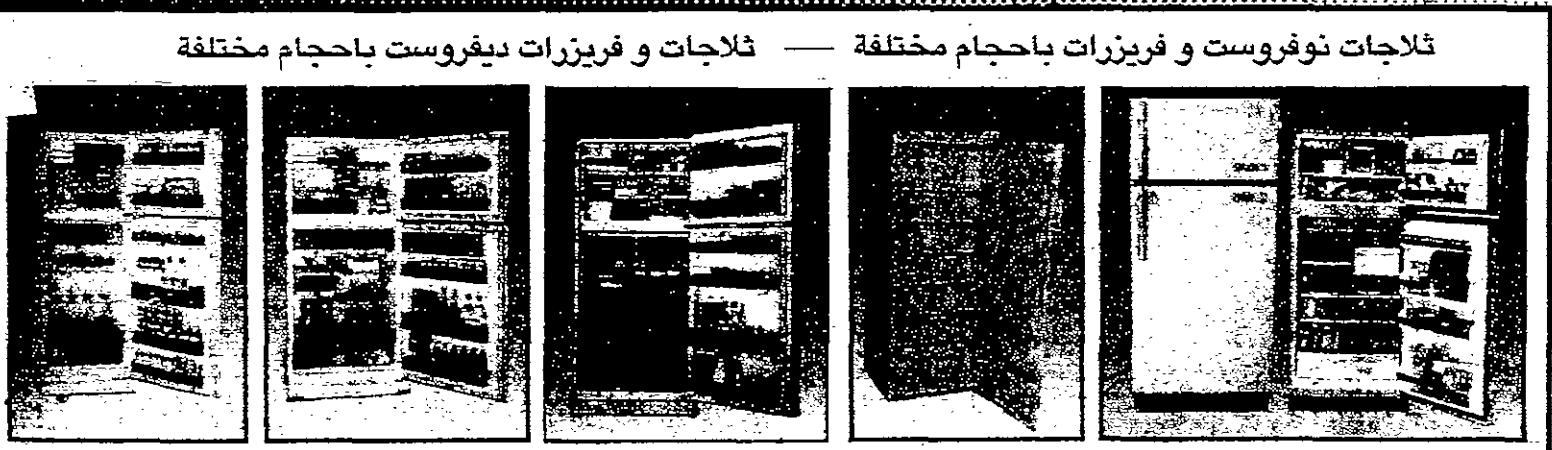 ثلاجات نوفروست و فريزرات باحجام مختلفة — ثلاجات و فريزرات ديفروست باحجام مختلفة